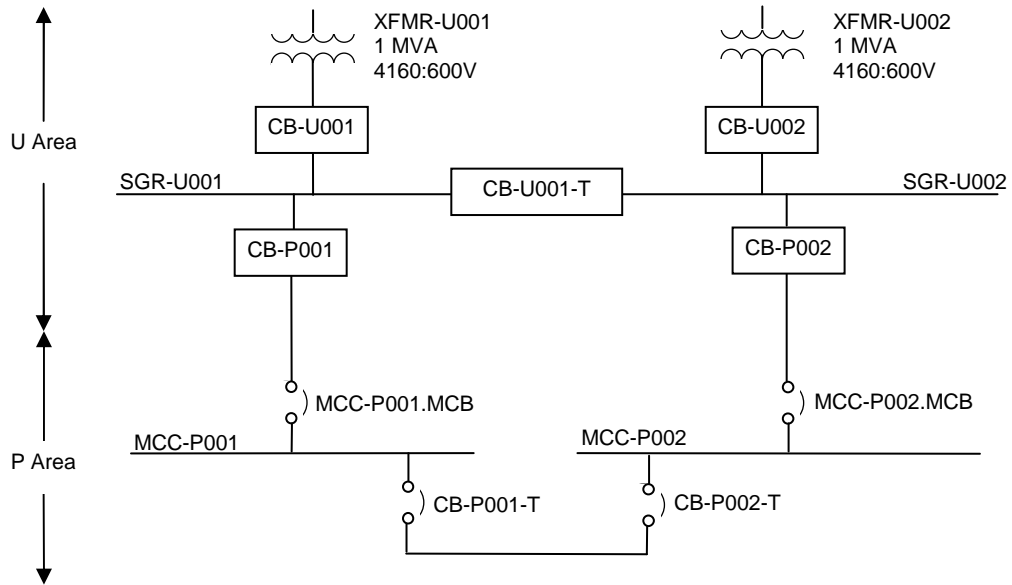 XFMR-U001
1 MVA
4160:600V
XFMR-U002
1 MVA
4160:600V
U Area
CB-U001
CB-U002
SGR-U001
CB-U001-T
SGR-U002
CB-P001
CB-P002
MCC-P001.MCB
MCC-P002.MCB
MCC-P001
MCC-P002
P Area
CB-P001-T
CB-P002-T